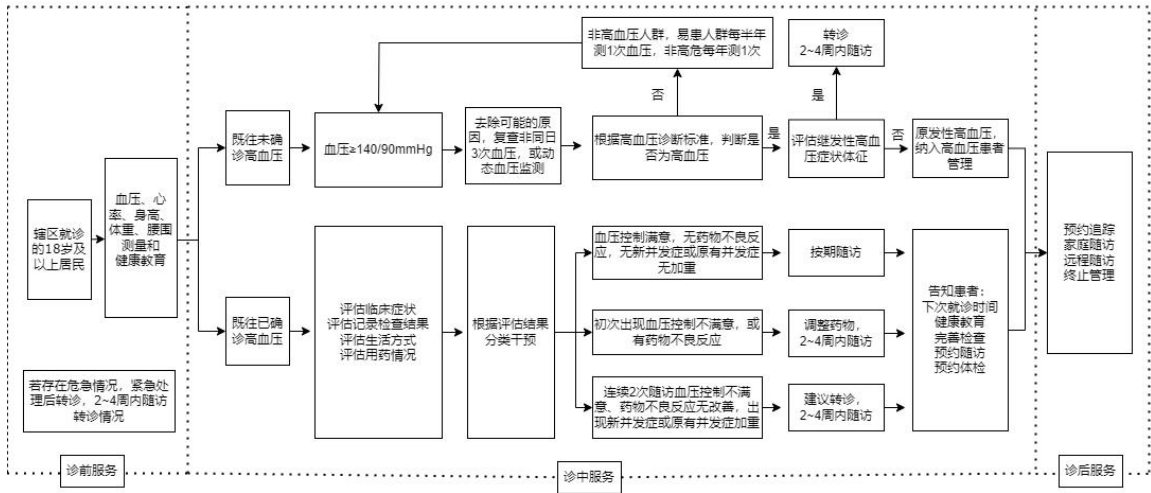 辖区就诊
的18岁及
以上居民
血压、心
率、身高、
体重、腰围
测量和
健康教育
若存在危急情况，紧急处
理后转诊，2~4周内随访
转诊情况
诊前服务
既往未确
诊高血压
血压≥140/90mmHg
去除可能的原
因，复查非同日
3次血压，或动
态血压监测
根据高血压诊断标准，判断是
否为高血压
否
非高血压人群，易患人群每半年
测1次血压，非高危每年测1次
是
评估继发性高血
压症状体征
是
转诊
2~4周内随访
否
原发性高血压，
纳入高血压患者
管理
既往已确
诊高血压
评估临床症状
评估记录检查结果
评估生活方式
评估用药情况
根据评估结果
分类干预
血压控制满意，无药物不良反
应，无新并发症或原有并发症
无加重
按期随访
初次出现血压控制不满意，或
有药物不良反应
调整药物，
2~4周内随访
连续2次随访血压控制不满
意、药物不良反应无改善，出
现新并发症或原有并发症加重
建议转诊，
2~4周内随访
告知患者：
下次就诊时间
健康教育
完善检查
预约随访
预约体检
诊中服务
预约追踪
家庭随访
远程随访
终止管理
诊后服务